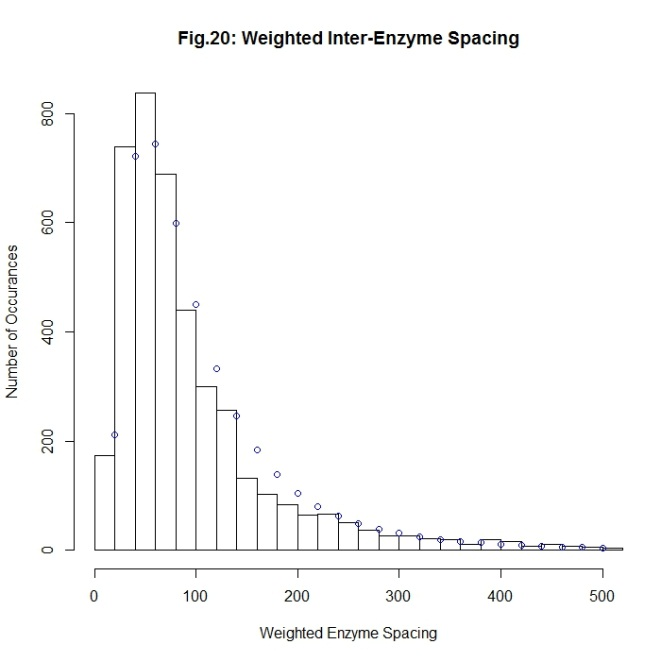 Fig.20: Weighted Inter-Enzyme Spacing
Number of Occurances
800
600
400
200
0
0 100 200 300 400 500
Weighted Enzyme Spacing